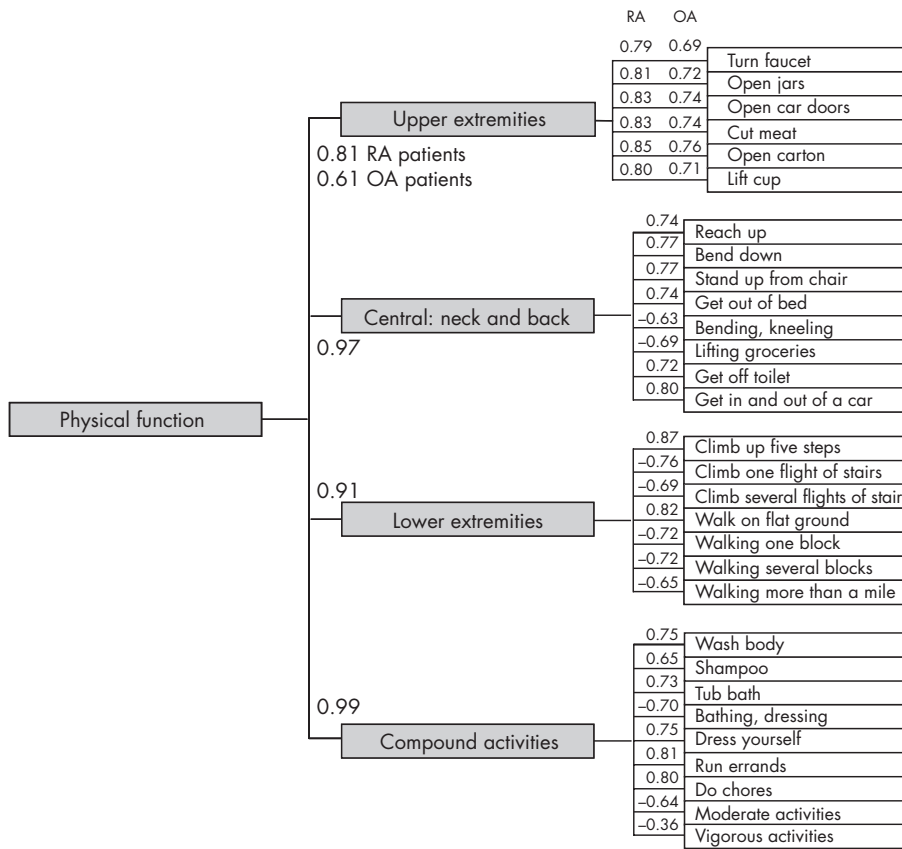 RA OA
0.79 0.69
Turn faucet
0.81 0.72
Open jars
0.83 0.74
Open car doors
0.83 0.74
Cut meat
0.85 0.76
Open carton
0.80 0.71
Lift cup
Upper extremities
0.81 RA patients
0.61 OA patients
0.74
Reach up
0.77
Bend down
0.77
Stand up from chair
0.74
Get out of bed
–0.63
Bending, kneeling
–0.69
Lifting groceries
0.72
Get off toilet
0.80
Get in and out of a car
Central: neck and back
0.97
Physical function
0.87
Climb up five steps
–0.76
Climb one flight of stairs
–0.69
Climb several flights of stair
0.82
Walk on flat ground
–0.72
Walking one block
–0.72
Walking several blocks
–0.65
Walking more than a mile
0.91
Lower extremities
0.75
Wash body
0.65
Shampoo
0.73
Tub bath
–0.70
Bathing, dressing
0.75
Dress yourself
0.81
Run errands
0.80
Do chores
–0.64
Moderate activities
–0.36
Vigorous activities
0.99
Compound activities